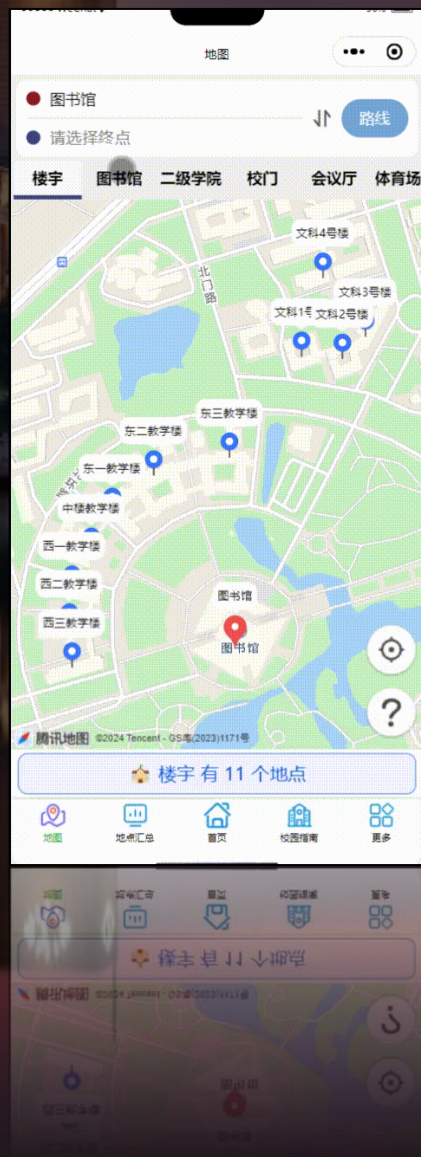 地图
图书馆
请选择终点
路线
楼宇 图书馆 二级学院 校门 会议厅 体育场
文科4号楼
北门路
文科3号楼
文科1号 文科2号楼
东三教学楼
东二教学楼
东一教学楼
中楼教学楼
西一教学楼
西二教学楼
图书馆
西三教学楼
图书馆
腾讯地图 ©2024 Tencent - GS粤(2023)1171号
楼宇 有 11 个地点
地图 地点汇总 首页 校园指南 更多